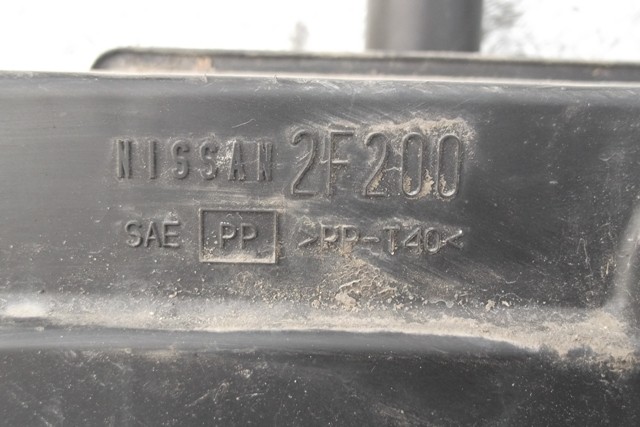 NISSAN 2F200
SAE PP >PP-T40<